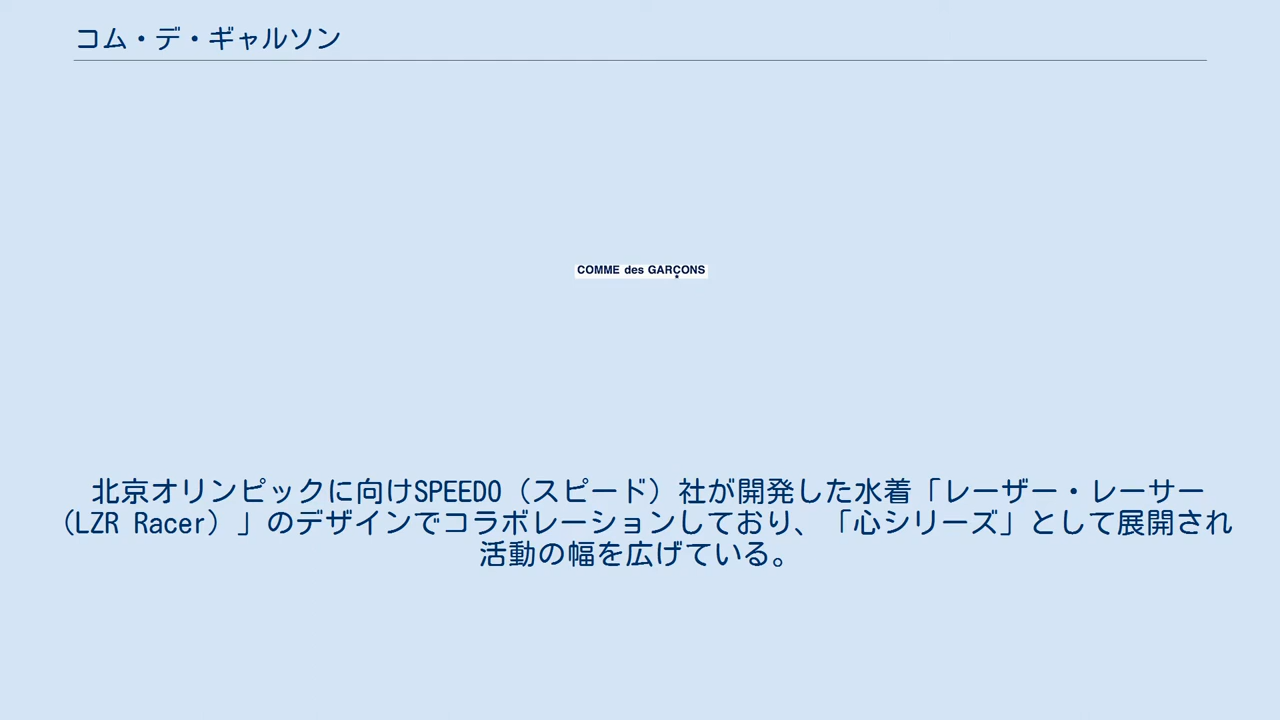 コム・デ・ギャルソン
COMME des GARÇONS
北京オリンピックに向けSPEEDO（スピード）社が開発した水着「レーザー・レーサー
（LZR Racer）」のデザインでコラボレーションしており、「心シリーズ」として展開され
活動の幅を広げている。